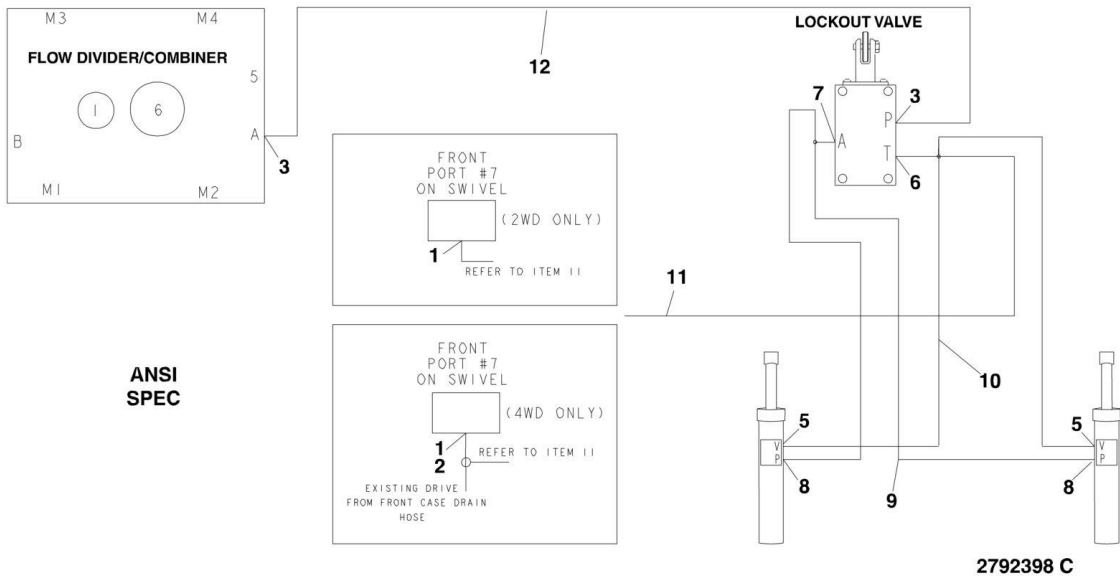 M3
M4
FLOW DIVIDER/COMBINER
5
1
6
A
B
3
M1
M2
12
LOCKOUT VALVE
7
3
P
A
T
6
FRONT
PORT #7
ON SWIVEL
(2WD ONLY)
1
REFER TO ITEM 11
11
FRONT
PORT #7
ON SWIVEL
(4WD ONLY)
1
2
REFER TO ITEM 11
EXISTING DRIVE
FROM FRONT CASE DRAIN
HOSE
ANSI
SPEC
10
5
V
P
8
9
5
V
P
8
2792398 C